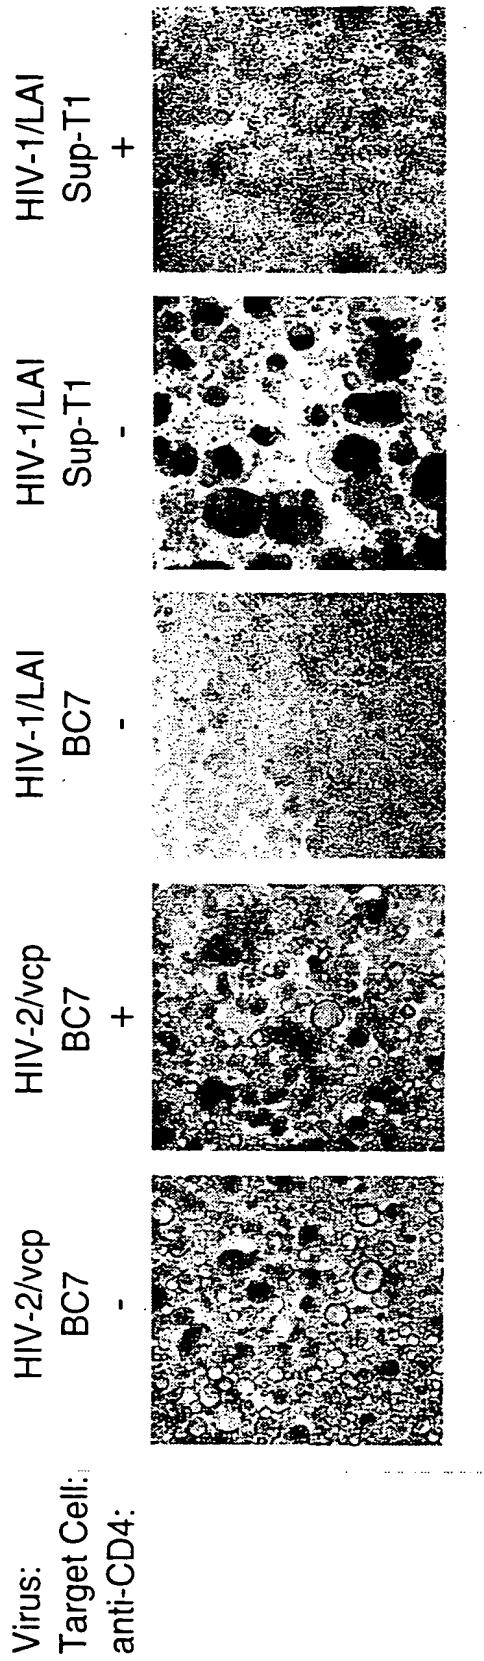 Virus: HIV-2/vcp HIV-2/vcp HIV-1/LAI HIV-1/LAI HIV-1/LAI
Target Cell: BC7 BC7 BC7 Sup-T1 Sup-T1
anti-CD4: - + - - +